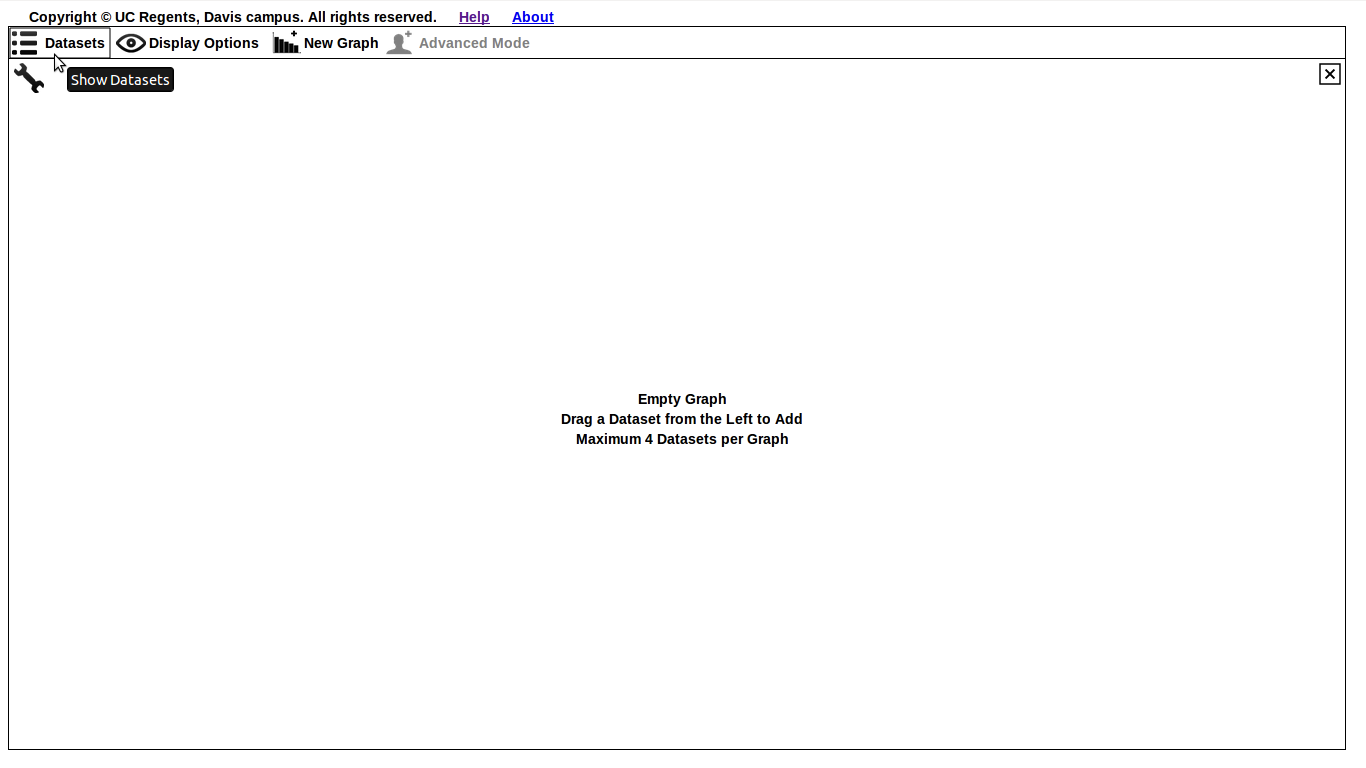 Copyright © UC Regents, Davis campus. All rights reserved. Help About
Datasets Display Options New Graph Advanced Mode
Show Datasets
Empty Graph
Drag a Dataset from the Left to Add
Maximum 4 Datasets per Graph